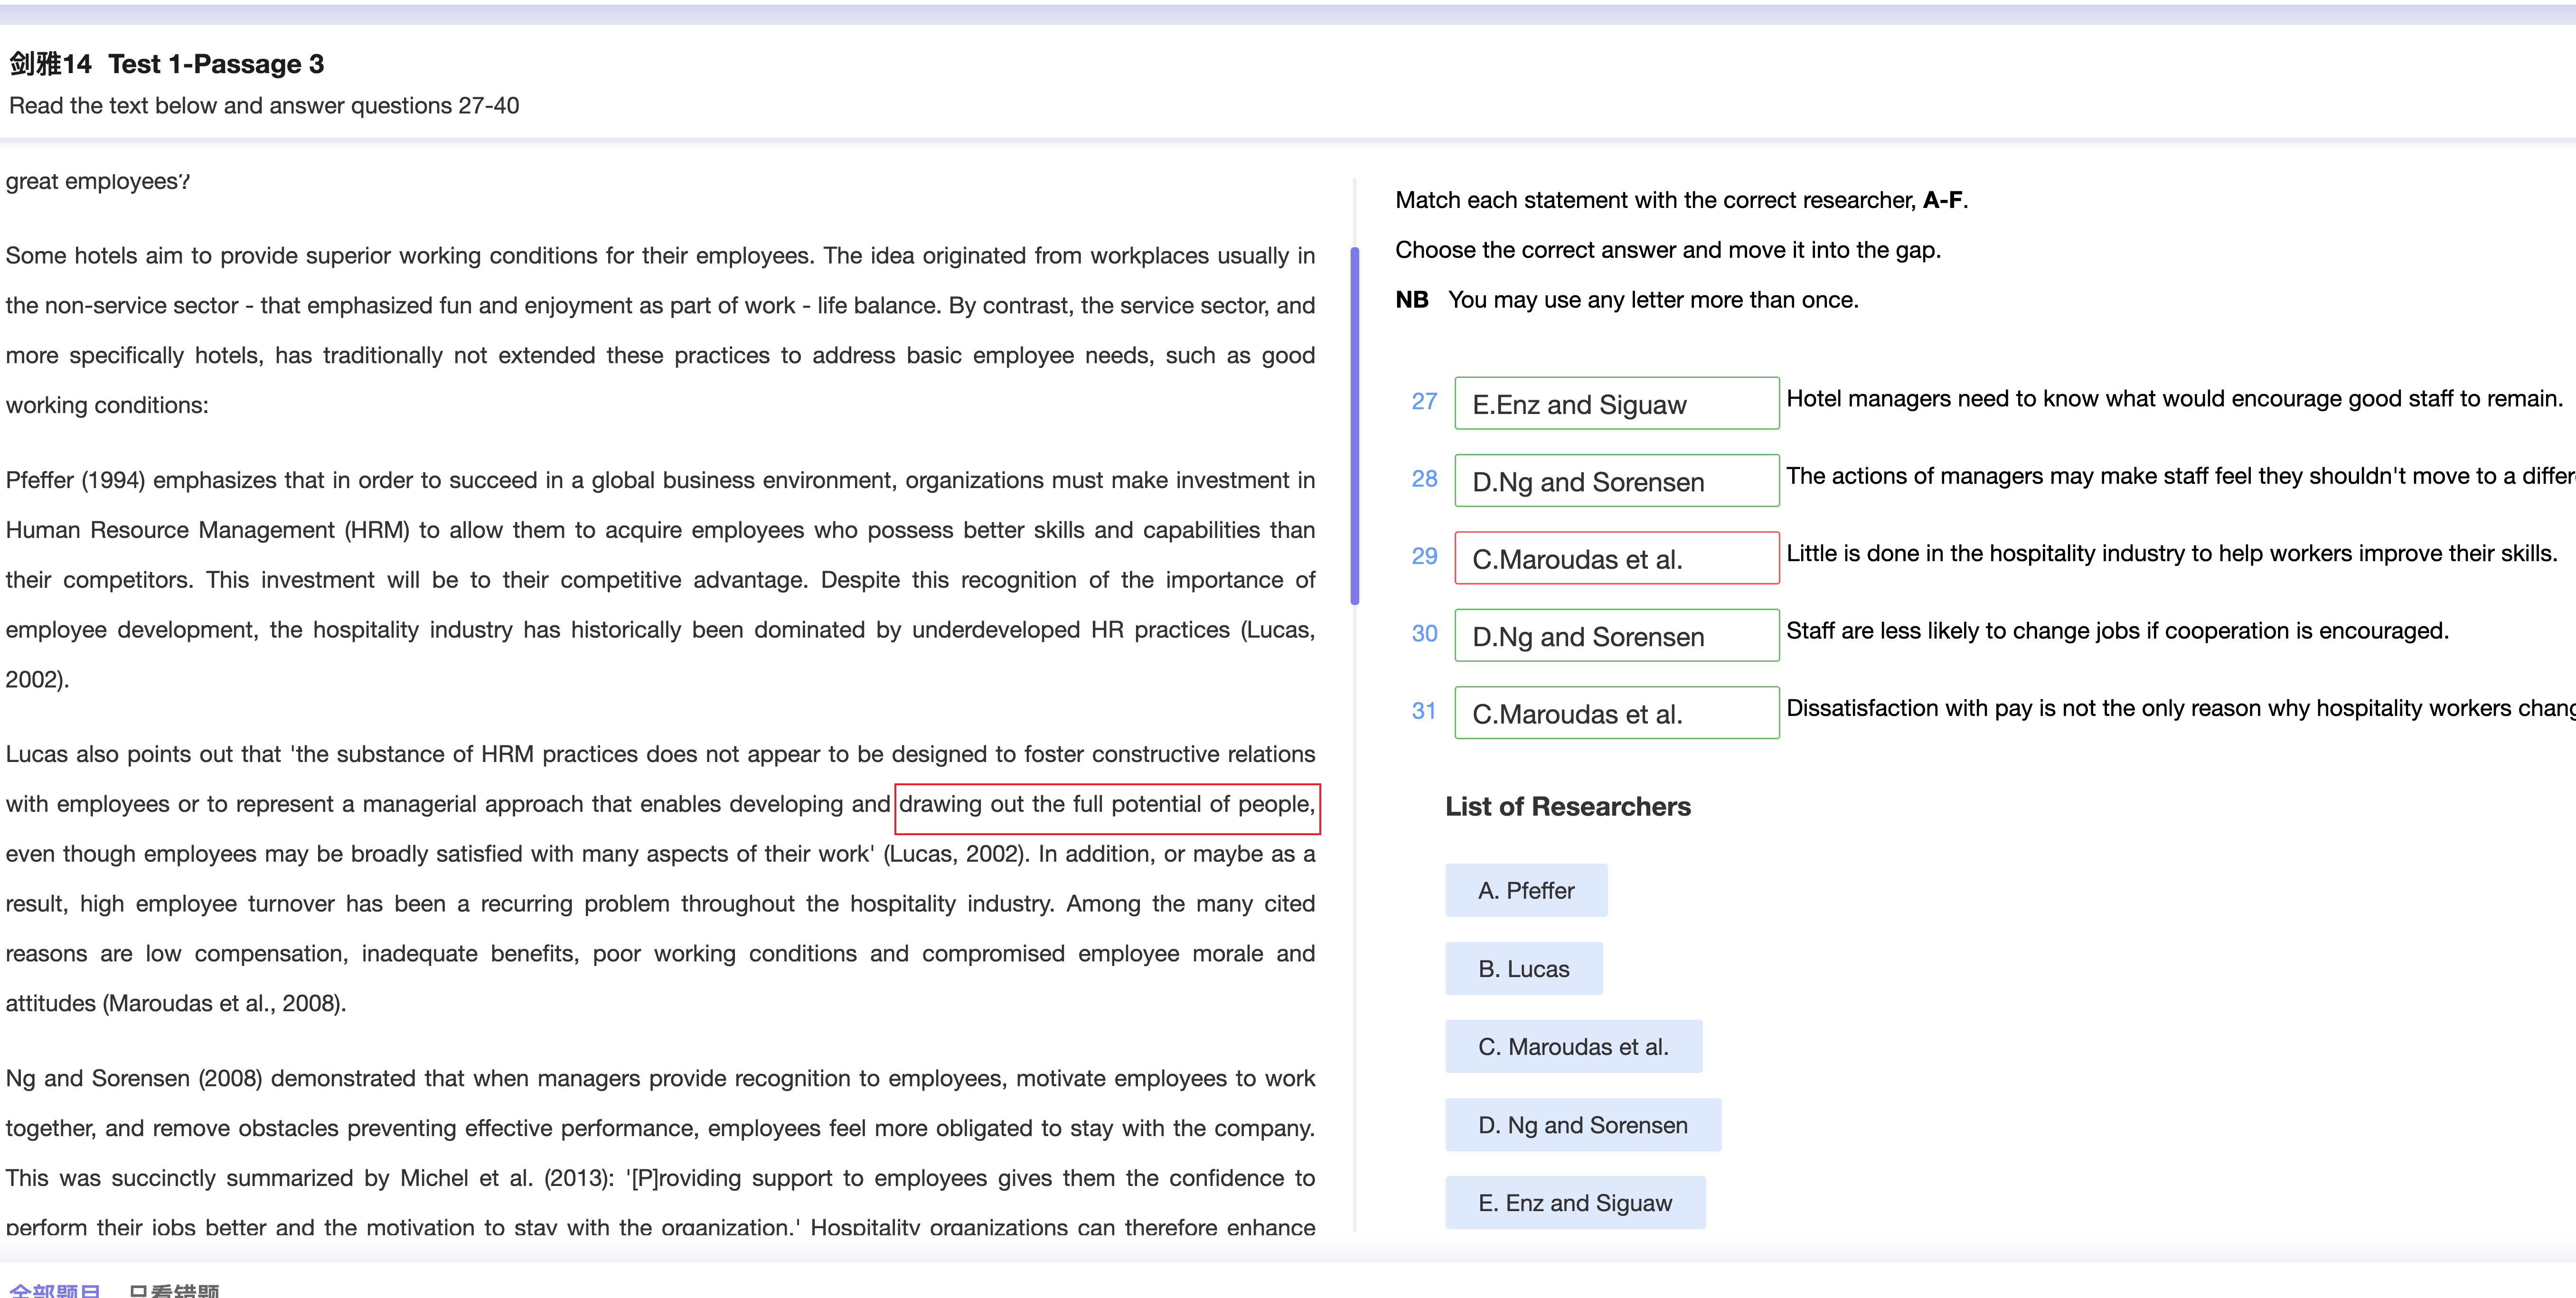 剑雅14 Test 1-Passage 3
Read the text below and answer questions 27-40
great employees?
Some hotels aim to provide superior working conditions for their employees. The idea originated from workplaces usually in
the non-service sector - that emphasized fun and enjoyment as part of work - life balance. By contrast, the service sector, and
more specifically hotels, has traditionally not extended these practices to address basic employee needs, such as good
working conditions:
Pfeffer (1994) emphasizes that in order to succeed in a global business environment, organizations must make investment in
Human Resource Management (HRM) to allow them to acquire employees who possess better skills and capabilities than
their competitors. This investment will be to their competitive advantage. Despite this recognition of the importance of
employee development, the hospitality industry has historically been dominated by underdeveloped HR practices (Lucas,
2002).
Lucas also points out that 'the substance of HRM practices does not appear to be designed to foster constructive relations
with employees or to represent a managerial approach that enables developing and drawing out the full potential of people,
even though employees may be broadly satisfied with many aspects of their work' (Lucas, 2002). In addition, or maybe as a
result, high employee turnover has been a recurring problem throughout the hospitality industry. Among the many cited
reasons are low compensation, inadequate benefits, poor working conditions and compromised employee morale and
attitudes (Maroudas et al., 2008).
Ng and Sorensen (2008) demonstrated that when managers provide recognition to employees, motivate employees to work
together, and remove obstacles preventing effective performance, employees feel more obligated to stay with the company.
This was succinctly summarized by Michel et al. (2013): '[P]roviding support to employees gives them the confidence to
perform their jobs better and the motivation to stay with the organization.' Hospitality organizations can therefore enhance
Match each statement with the correct researcher, A-F.
Choose the correct answer and move it into the gap.
NB You may use any letter more than once.
27 E.Enz and Siguaw Hotel managers need to know what would encourage good staff to remain.
28 D.Ng and Sorensen The actions of managers may make staff feel they shouldn't move to a differ
29 C.Maroudas et al. Little is done in the hospitality industry to help workers improve their skills.
30 D.Ng and Sorensen Staff are less likely to change jobs if cooperation is encouraged.
31 C.Maroudas et al. Dissatisfaction with pay is not the only reason why hospitality workers chang
List of Researchers
A. Pfeffer
B. Lucas
C. Maroudas et al.
D. Ng and Sorensen
E. Enz and Siguaw
全部题目 只看错题